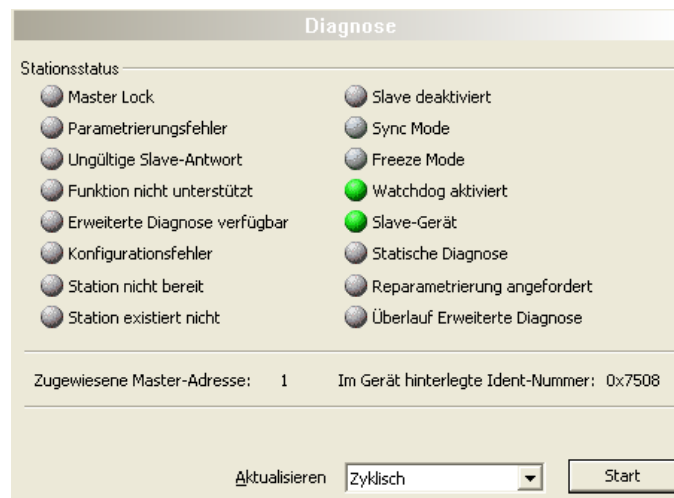 Diagnose
Stationsstatus
Master Lock
Parametrierungsfehler
Ungültige Slave-Antwort
Funktion nicht unterstützt
Erweiterte Diagnose verfügbar
Konfigurationsfehler
Station nicht bereit
Station existiert nicht
Slave deaktiviert
Sync Mode
Freeze Mode
Watchdog aktiviert
Slave-Gerät
Statische Diagnose
Reparametrierung angefordert
Überlauf Erweiterte Diagnose
Zugewiesene Master-Adresse: 1 Im Gerät hinterlegte Ident-Nummer: 0x7508
Aktualisieren Zyklisch Start